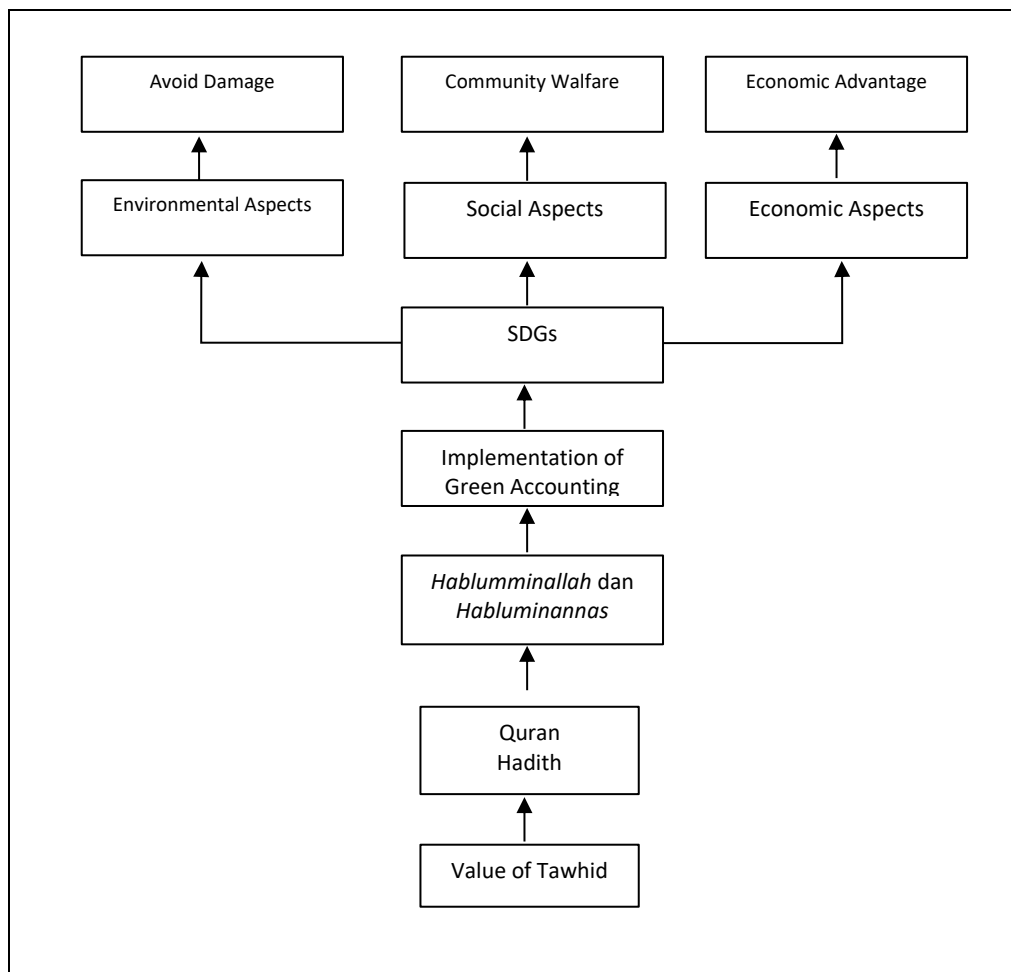 Avoid Damage
Community Welfare
Economic Advantage
Environmental Aspects
Social Aspects
Economic Aspects
SDGs
Implementation of
Green Accounting
Hablumminallah dan
Habluminannas
Quran
Hadith
Value of Tawhid